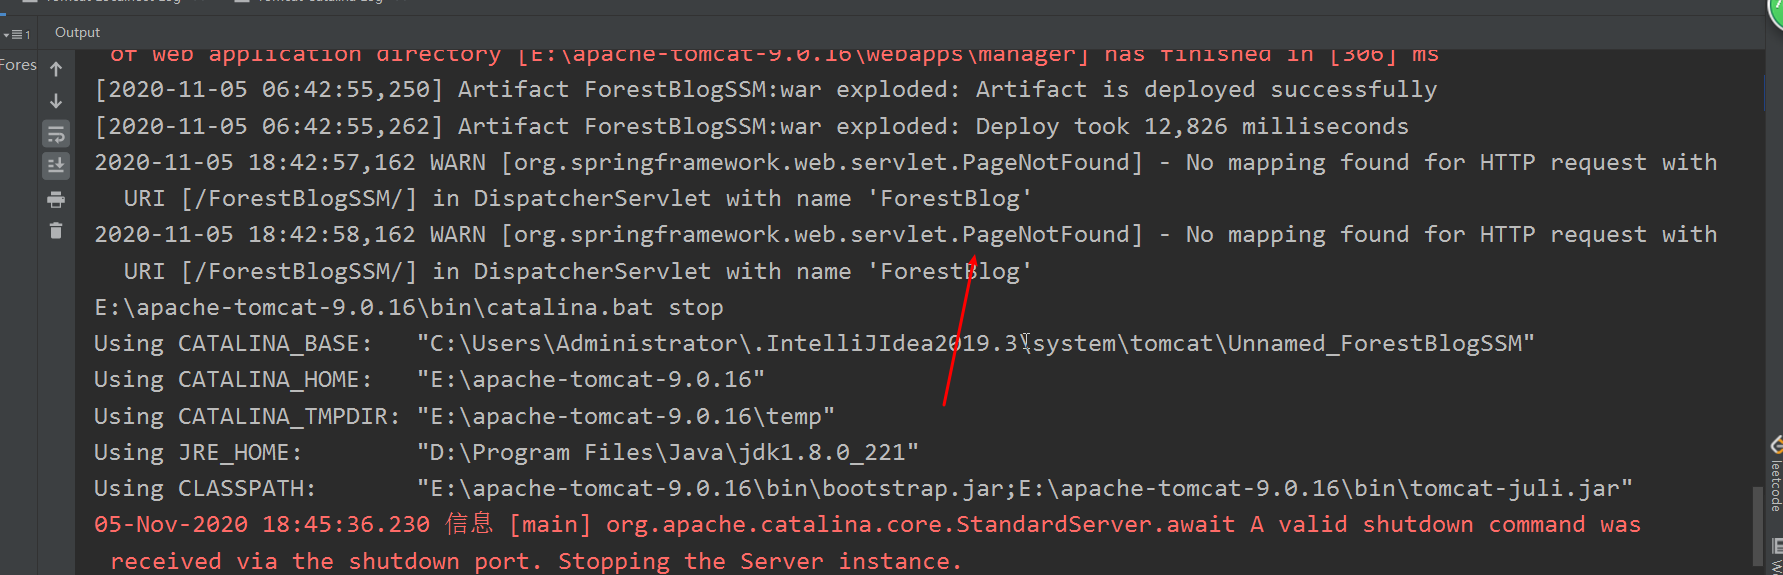 Output
1
Fores
of web application directory [E:\apache-tomcat-9.0.16\webapps\manager] has finished in [306] ms
[2020-11-05 06:42:55,250] Artifact ForestBlogSSM:war exploded: Artifact is deployed successfully
[2020-11-05 06:42:55,262] Artifact ForestBlogSSM:war exploded: Deploy took 12,826 milliseconds
2020-11-05 18:42:57,162 WARN [org.springframework.web.servlet.PageNotFound] - No mapping found for HTTP request with
URI [/ForestBlogSSM/] in DispatcherServlet with name 'ForestBlog'
2020-11-05 18:42:58,162 WARN [org.springframework.web.servlet.PageNotFound] - No mapping found for HTTP request with
URI [/ForestBlogSSM/] in DispatcherServlet with name 'ForestBlog'
E:\apache-tomcat-9.0.16\bin\catalina.bat stop
Using CATALINA_BASE:   "C:\Users\Administrator\.IntelliJIdea2019.3\system\tomcat\Unnamed_ForestBlogSSM"
Using CATALINA_HOME:   "E:\apache-tomcat-9.0.16"
Using CATALINA_TMPDIR: "E:\apache-tomcat-9.0.16\temp"
Using JRE_HOME:        "D:\Program Files\Java\jdk1.8.0_221"
Using CLASSPATH:       "E:\apache-tomcat-9.0.16\bin\bootstrap.jar;E:\apache-tomcat-9.0.16\bin\tomcat-juli.jar"
05-Nov-2020 18:45:36.230 信息 [main] org.apache.catalina.core.StandardServer.await A valid shutdown command was
received via the shutdown port. Stopping the Server instance.
leetcode